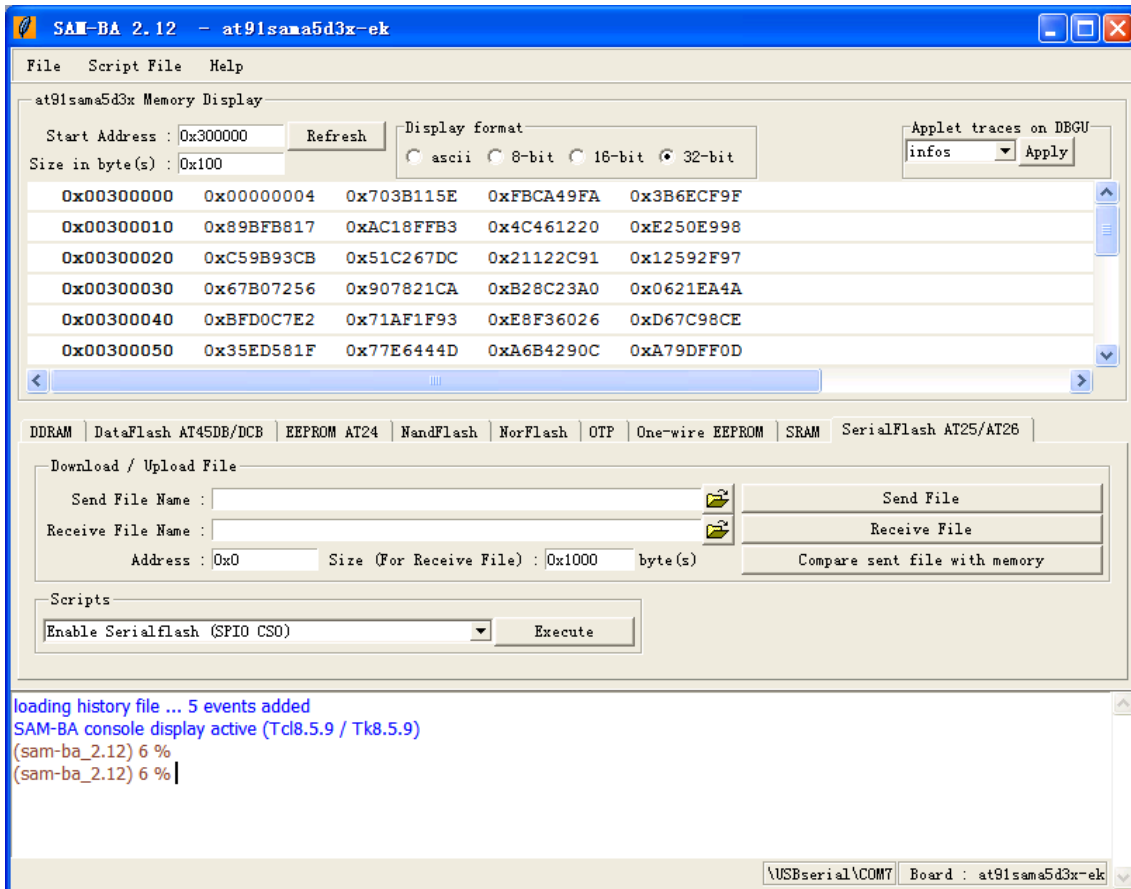 SAM-BA 2.12 - at91sama5d3x-ek
File Script File Help
at91sama5d3x Memory Display
Start Address : 0x300000 Refresh
Size in byte(s) : 0x100
Display format
ascii 8-bit 16-bit 32-bit
Applet traces on DBGU
infos Apply
0x00300000 0x00000004 0x703B115E 0xFBCA49FA 0x3B6ECF9F
0x00300010 0x89BFB817 0xAC18FFB3 0x4C461220 0xE250E998
0x00300020 0xC59B93CB 0x51C267DC 0x21122C91 0x12592F97
0x00300030 0x67B07256 0x907821CA 0xB28C23A0 0x0621EA4A
0x00300040 0xBFD0C7E2 0x71AF1F93 0xE8F36026 0xD67C98CE
0x00300050 0x35ED581F 0x77E6444D 0xA6B4290C 0xA79DFF0D
DDRAM DataFlash AT45DB/DCB EEPROM AT24 NandFlash NorFlash OTP One-wire EEPROM SRAM SerialFlash AT25/AT26
Download / Upload File
Send File Name : Send File
Receive File Name : Receive File
Address : 0x0 Size (For Receive File) : 0x1000 byte(s) Compare sent file with memory
Scripts
Enable Serialflash (SPI0 CS0) Execute
loading history file ... 5 events added
SAM-BA console display active (Tcl8.5.9 / Tk8.5.9)
(sam-ba_2.12) 6 %
(sam-ba_2.12) 6 %
\USBserial\COM7 Board : at91sama5d3x-ek